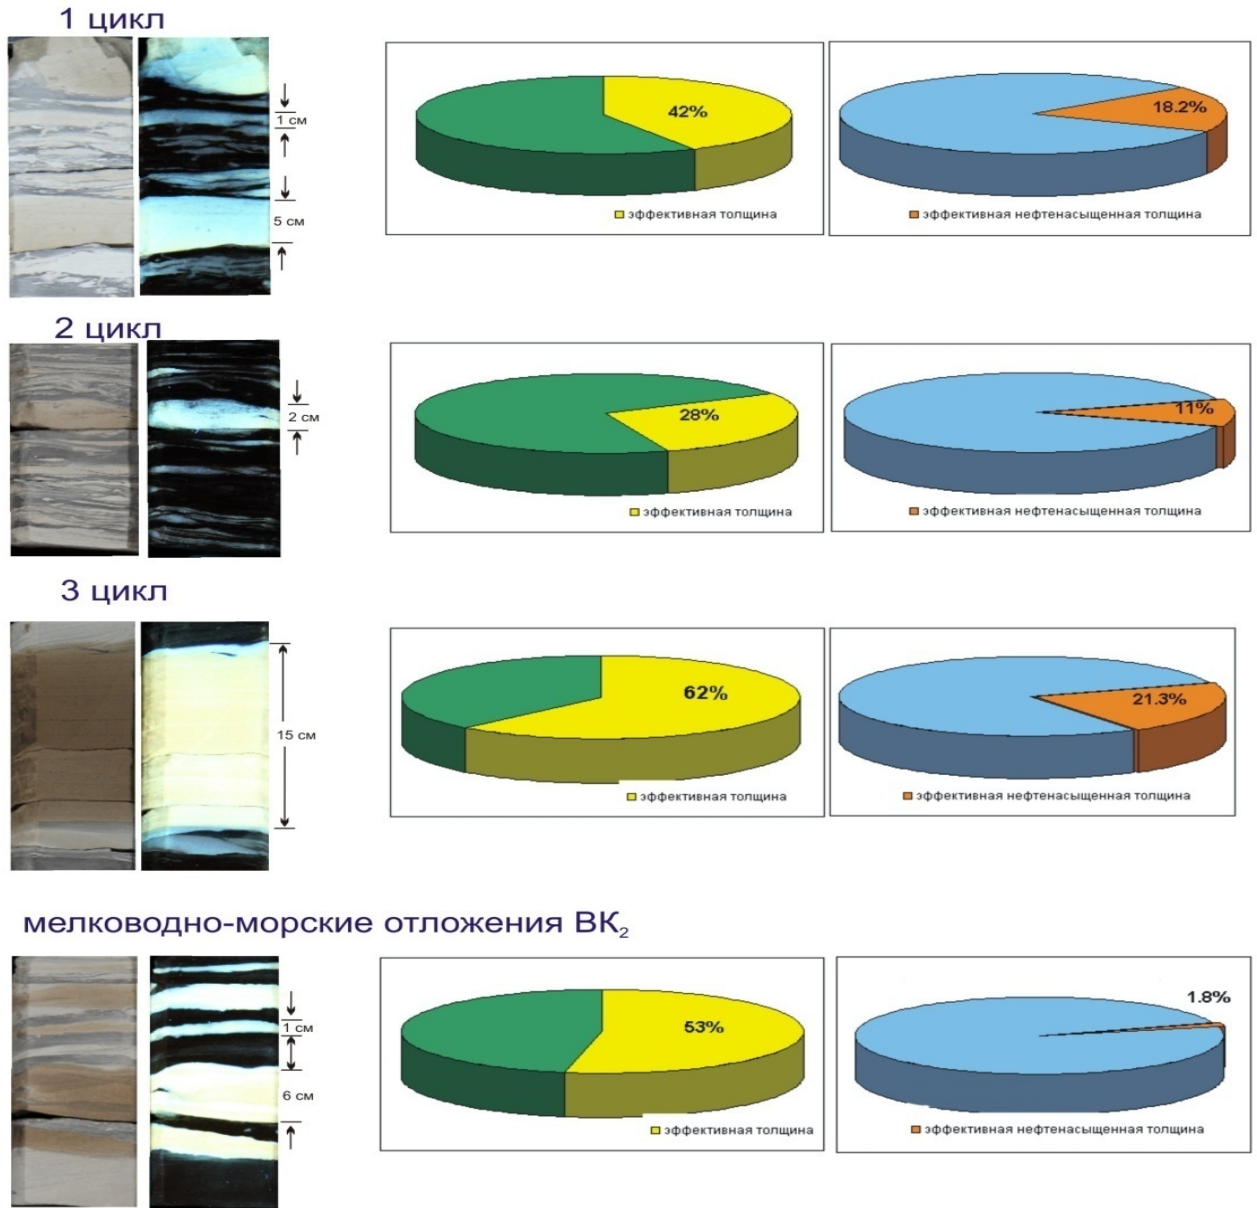 1 цикл
1 см
5 см
42%
эффективная толщина
18.2%
эффективная нефтенасыщенная толщина
2 цикл
2 см
28%
эффективная толщина
11%
эффективная нефтенасыщенная толщина
3 цикл
15 см
62%
эффективная толщина
21.3%
эффективная нефтенасыщенная толщина
мелководно-морские отложения ВК₂
1 см
6 см
53%
эффективная толщина
1.8%
эффективная нефтенасыщенная толщина